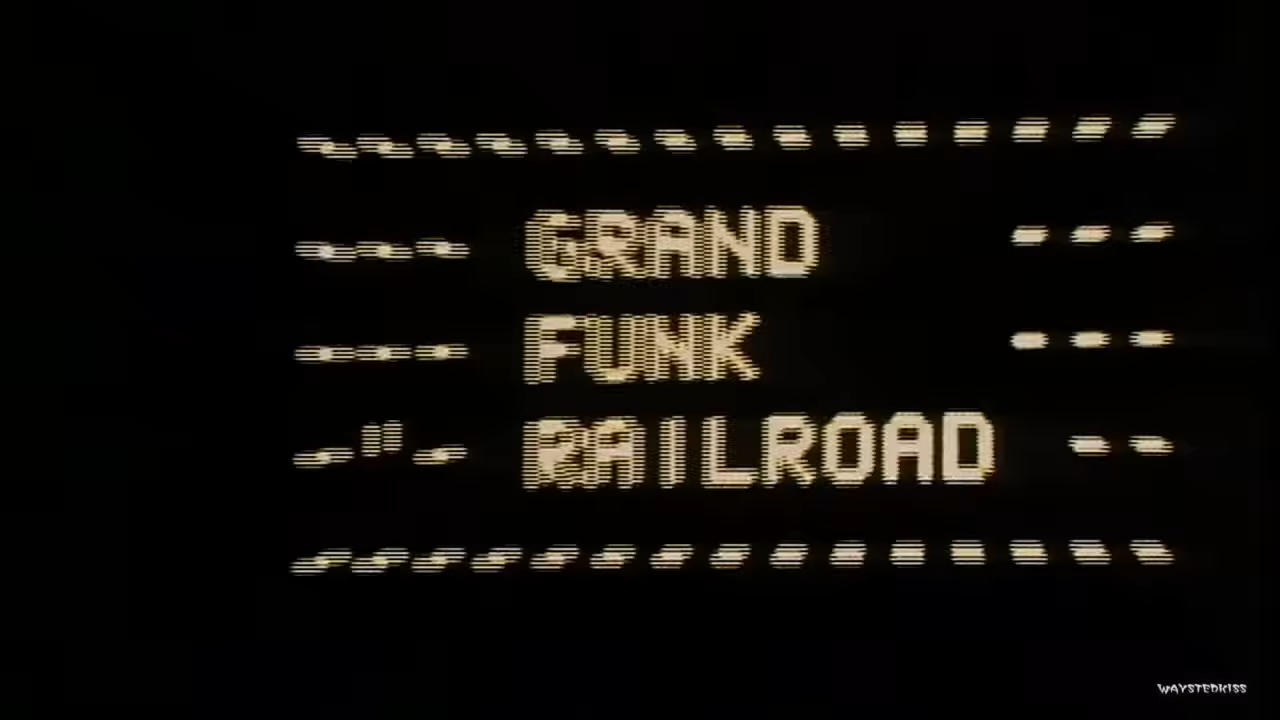 ---------------
--- GRAND ---
--- FUNK ---
-"- RAILROAD --
---------------
WAYSTEDKISS